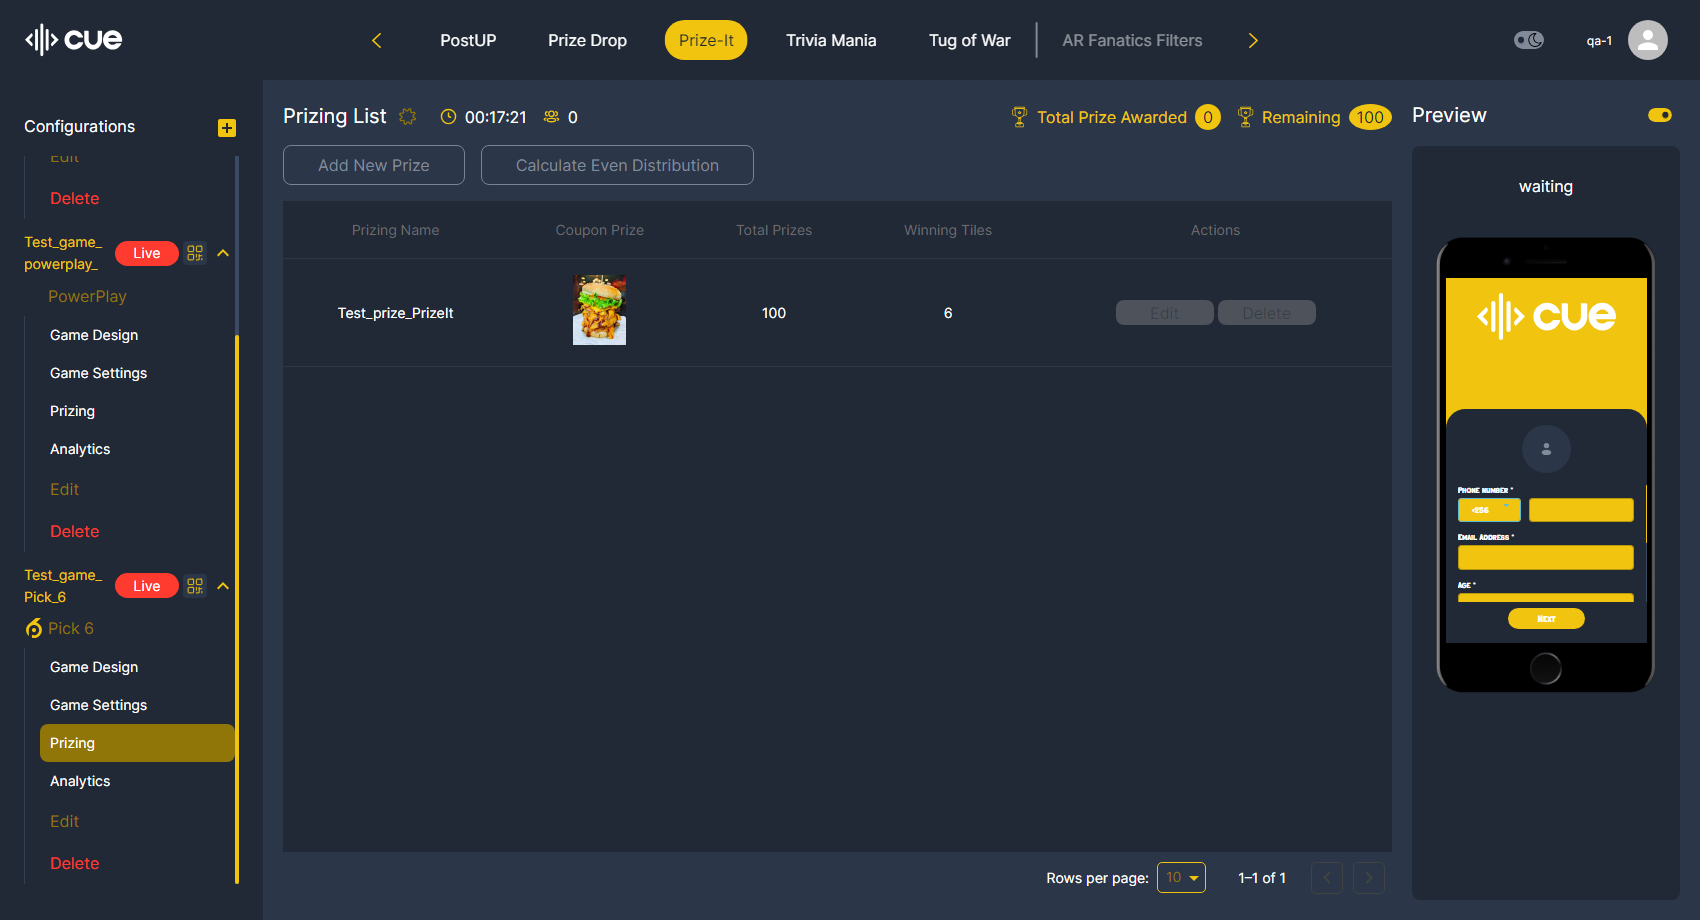 cue
PostUP
Prize Drop
Prize-It
Trivia Mania
Tug of War
AR Fanatics Filters
qa-1
Configurations
Edit
Delete
Test_game_
powerplay_
Live
PowerPlay
Game Design
Game Settings
Prizing
Analytics
Edit
Delete
Test_game_
Pick_6
Live
Pick 6
Game Design
Game Settings
Prizing
Analytics
Edit
Delete
Prizing List
00:17:21
0
Total Prize Awarded 0
Remaining 100
Add New Prize
Calculate Even Distribution
Prizing Name
Coupon Prize
Total Prizes
Winning Tiles
Actions
Test_prize_PrizeIt
100
6
Edit
Delete
Rows per page: 10
1–1 of 1
Preview
waiting
cue
Phone number *
+256
Email Address *
Age *
Next